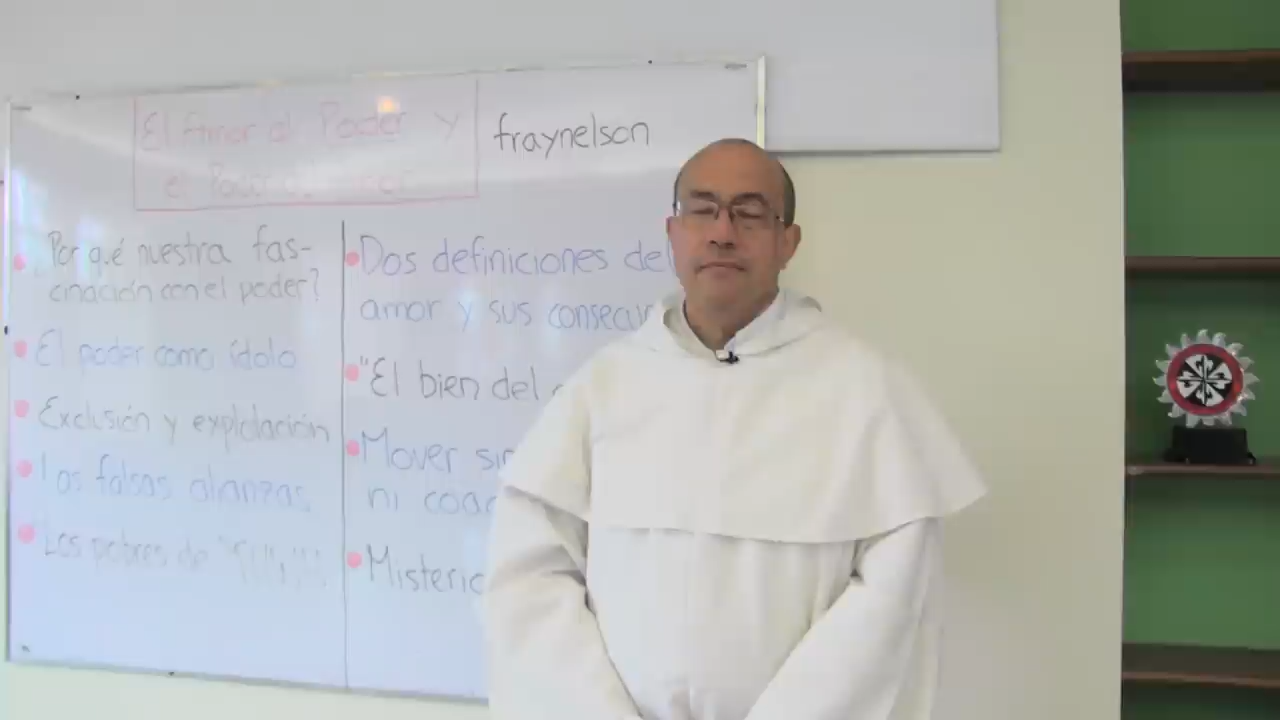 El Amor al Poder y
el Poder del Amor
fraynelson
Por qué nuestra fas-
cinación con el poder?
El poder como ídolo
Exclusión y explotación
Las falsas alianzas
Los pobres de
Dos definiciones del
amor y sus consecu
"El bien del
Mover sin
ni coac
Misterio